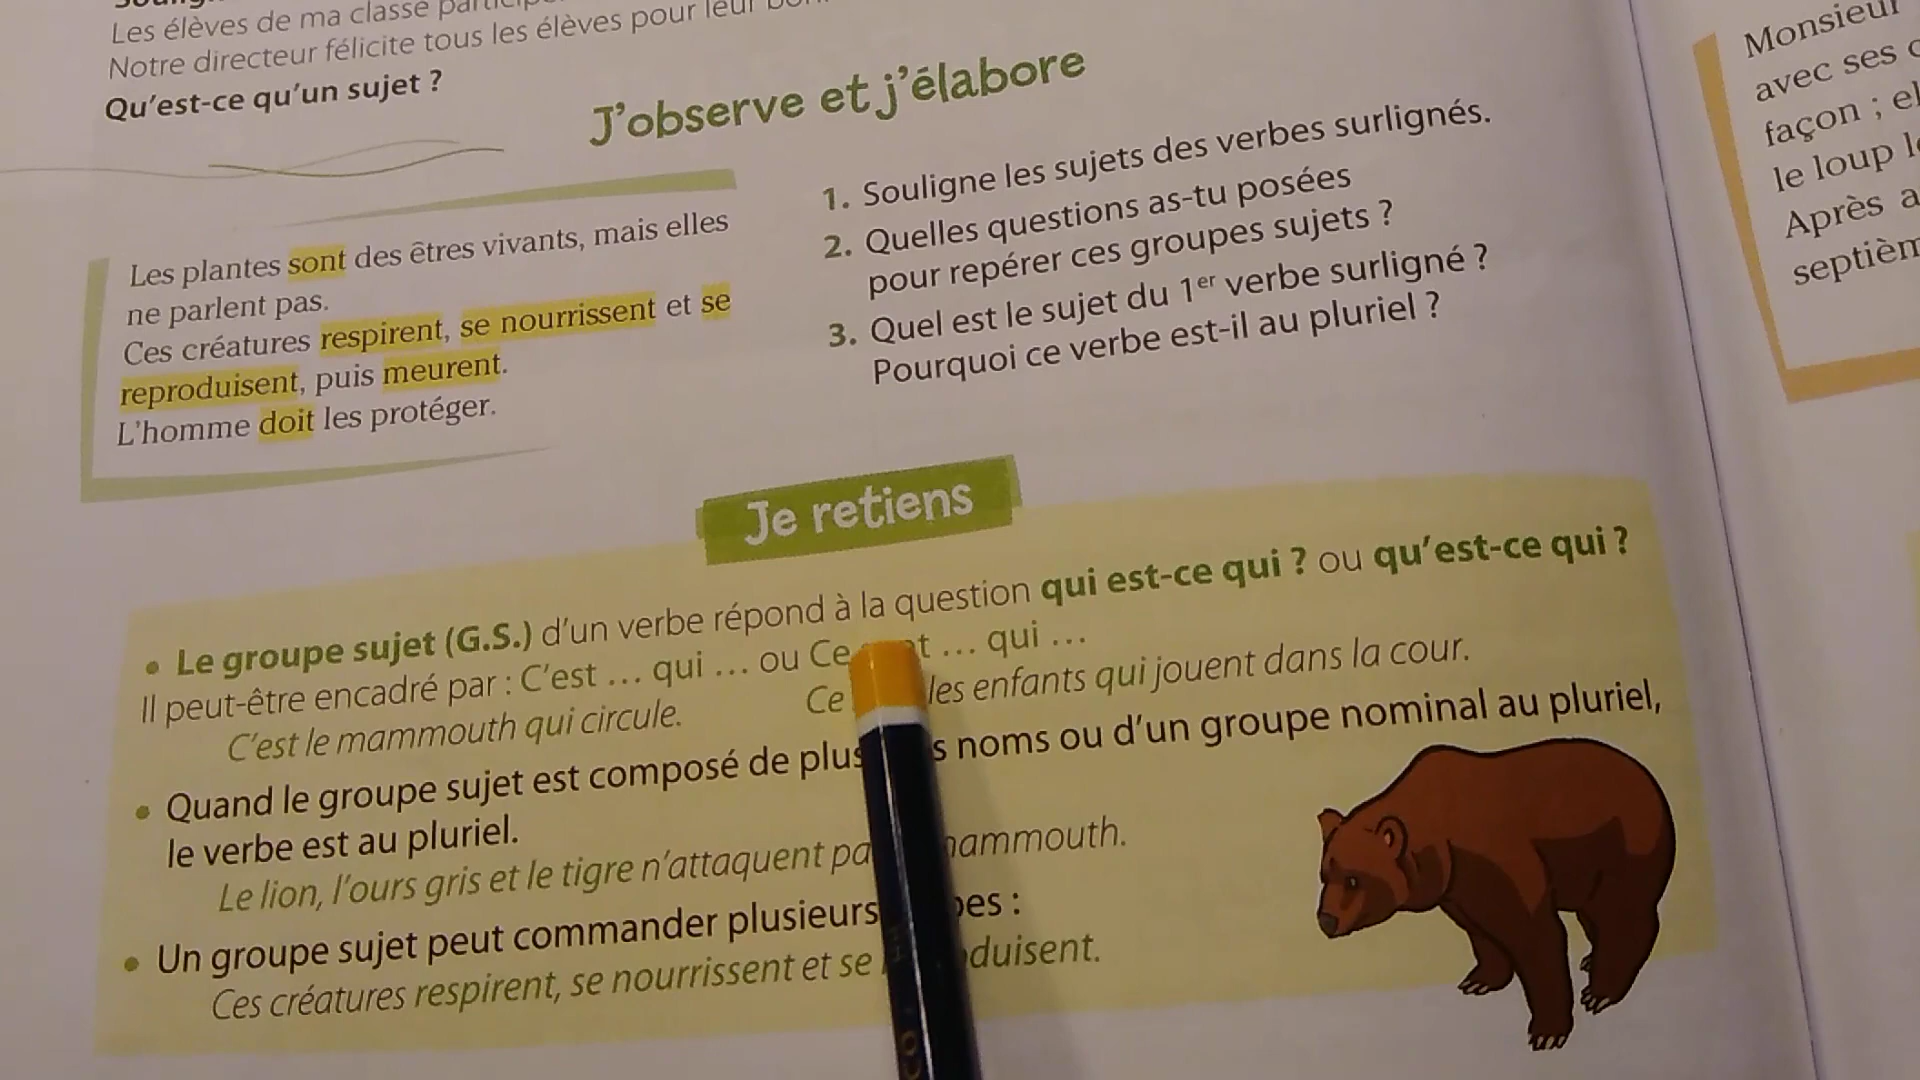 Les élèves de ma classe
Notre directeur félicite tous les élèves pour leur
Qu'est-ce qu'un sujet ?
J'observe et j'élabore
Les plantes sont des êtres vivants, mais elles
ne parlent pas.
Ces créatures respirent, se nourrissent et se
reproduisent, puis meurent.
L'homme doit les protéger.
1. Souligne les sujets des verbes surlignés.
2. Quelles questions as-tu posées
pour repérer ces groupes sujets ?
3. Quel est le sujet du 1er verbe surligné ?
Pourquoi ce verbe est-il au pluriel ?
Je retiens
• Le groupe sujet (G.S.) d'un verbe répond à la question qui est-ce qui ? ou qu'est-ce qui ?
Il peut-être encadré par : C'est ... qui ... ou Ce ... qui ...
C'est le mammouth qui circule. Ce les enfants qui jouent dans la cour.
• Quand le groupe sujet est composé de noms ou d'un groupe nominal au pluriel,
le verbe est au pluriel.
Le lion, l'ours gris et le tigre n'attaquent mammouth.
• Un groupe sujet peut commander plusieurs :
Ces créatures respirent, se nourrissent et se
Monsieur
avec ses
façon ;
le loup
Après